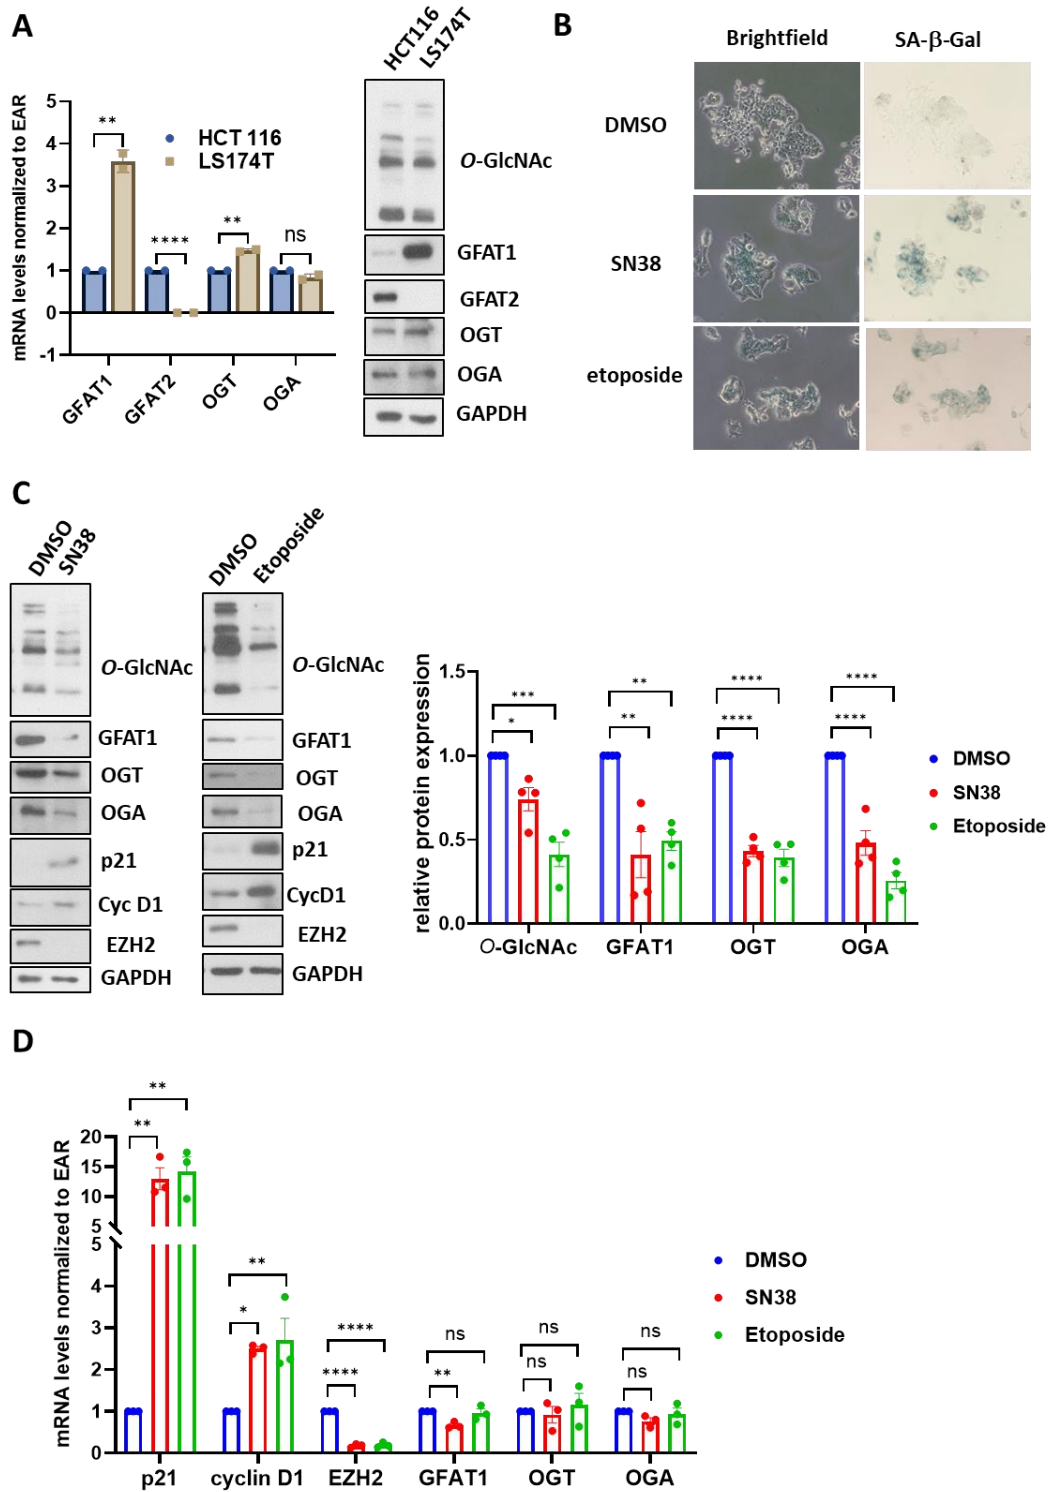 A
HCT116
LS174T
mRNA levels normalized to EAR
5
4
3
2
1
0
-1
**
****
**
ns
HCT 116
LS174T
GFAT1
GFAT2
OGT
OGA
O-GlcNAc
GFAT1
GFAT2
OGT
OGA
GAPDH
B
Brightfield
SA-β-Gal
DMSO
SN38
etoposide
C
DMSO
SN38
O-GlcNAc
GFAT1
OGT
OGA
p21
Cyc D1
EZH2
GAPDH
DMSO
Etoposide
O-GlcNAc
GFAT1
OGT
OGA
p21
CycD1
EZH2
GAPDH
relative protein expression
1.5
1.0
0.5
0.0
***
*
**
**
****
****
****
****
O-GlcNAc
GFAT1
OGT
OGA
DMSO
SN38
Etoposide
D
mRNA levels normalized to EAR
20
15
10
5
5
4
3
2
1
0
**
**
**
*
****
****
ns
**
ns
ns
ns
ns
p21
cyclin D1
EZH2
GFAT1
OGT
OGA
DMSO
SN38
Etoposide